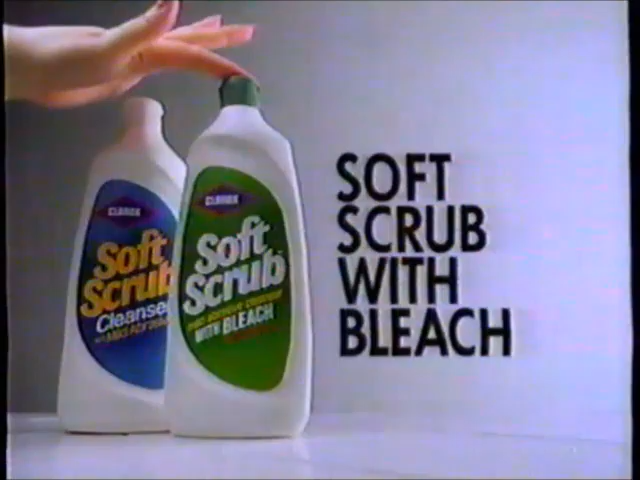 CLOROX
Soft
Scrub
Cleanser
CLOROX
Soft
Scrub
WITH BLEACH
SOFT
SCRUB
WITH
BLEACH